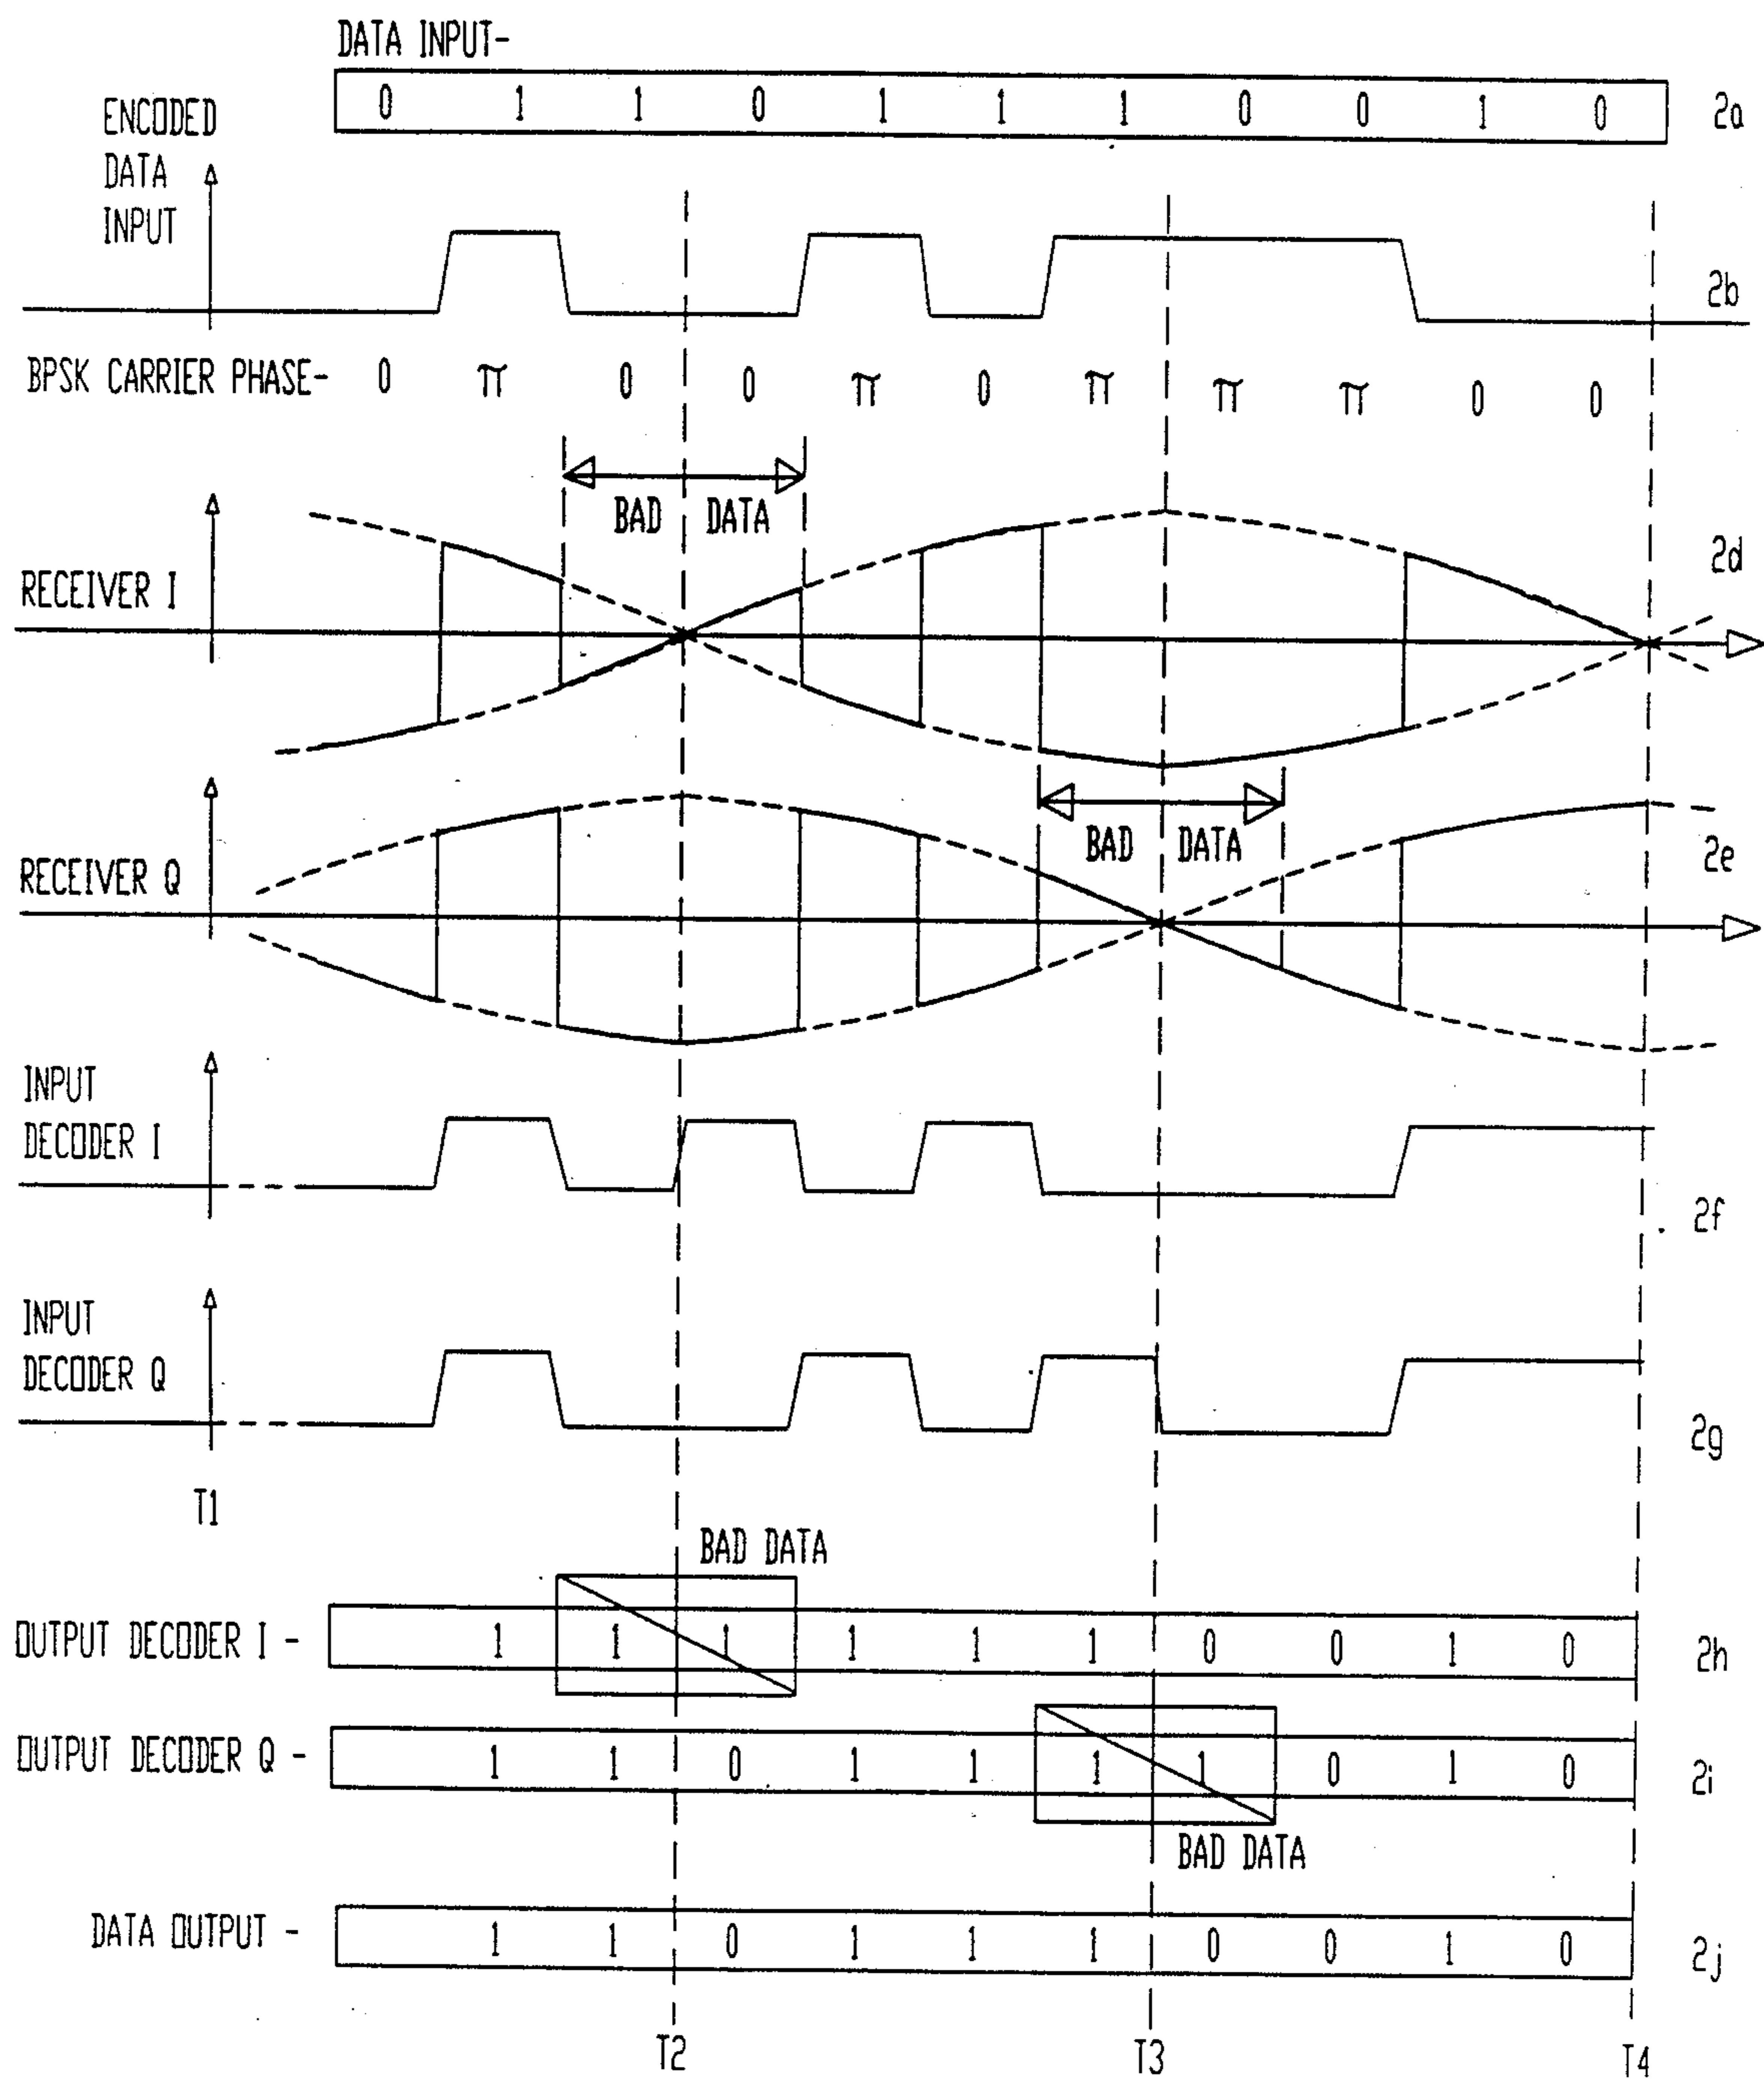 DATA INPUT-
0 1 1 0 1 1 1 0 0 1 0 2a
ENCODED
DATA
INPUT
2b
BPSK CARRIER PHASE- 0 π 0 0 π 0 π π π 0 0
BAD DATA
RECEIVER I
2d
BAD DATA
RECEIVER Q
2e
INPUT
DECODER I
2f
INPUT
DECODER Q
2g
T1
BAD DATA
OUTPUT DECODER I - 1 1 1 1 1 1 0 0 1 0 2h
OUTPUT DECODER Q - 1 1 0 1 1 1 1 0 1 0 2i
BAD DATA
DATA OUTPUT - 1 1 0 1 1 1 0 0 1 0 2j
T2 T3 T4